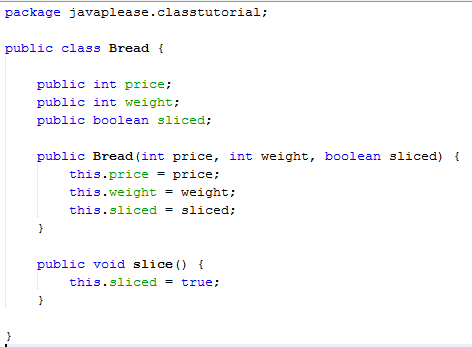 package javaplease.classtutorial;
public class Bread {
public int price;
public int weight;
public boolean sliced;
public Bread(int price, int weight, boolean sliced) {
this.price = price;
this.weight = weight;
this.sliced = sliced;
}
public void slice() {
this.sliced = true;
}
}